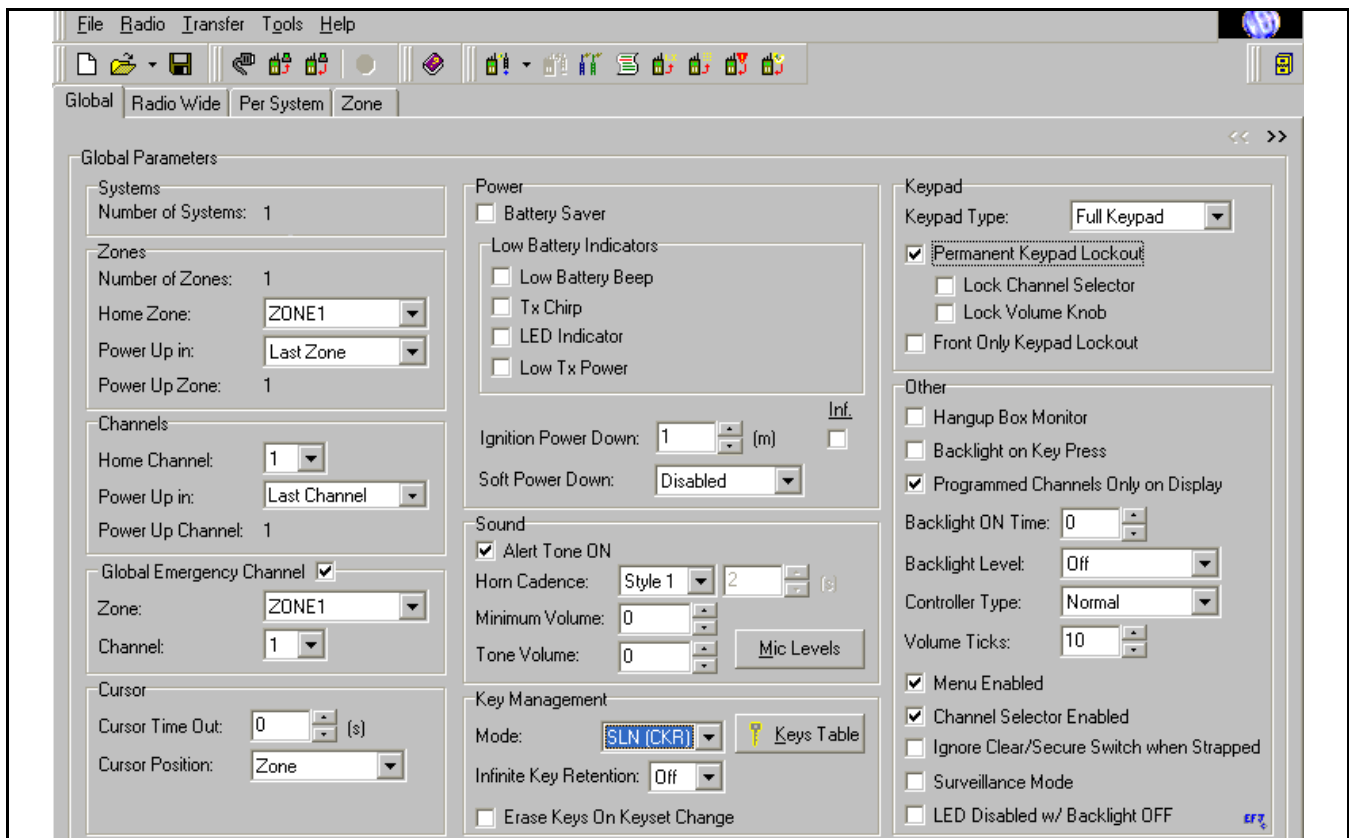 File Radio Transfer Tools Help
Global Radio Wide Per System Zone
<< >>
Global Parameters
Systems
Number of Systems: 1
Zones
Number of Zones: 1
Home Zone: ZONE1
Power Up in: Last Zone
Power Up Zone: 1
Channels
Home Channel: 1
Power Up in: Last Channel
Power Up Channel: 1
Global Emergency Channel
Zone: ZONE1
Channel: 1
Cursor
Cursor Time Out: 0 (s)
Cursor Position: Zone
Power
Battery Saver
Low Battery Indicators
Low Battery Beep
Tx Chirp
LED Indicator
Low Tx Power
Inf.
Ignition Power Down: 1 (m)
Soft Power Down: Disabled
Sound
Alert Tone ON
Horn Cadence: Style 1 2 (s)
Minimum Volume: 0
Tone Volume: 0 Mic Levels
Key Management
Mode: SLN (CKR) Keys Table
Infinite Key Retention: Off
Erase Keys On Keyset Change
Keypad
Keypad Type: Full Keypad
Permanent Keypad Lockout
Lock Channel Selector
Lock Volume Knob
Front Only Keypad Lockout
Other
Hangup Box Monitor
Backlight on Key Press
Programmed Channels Only on Display
Backlight ON Time: 0
Backlight Level: Off
Controller Type: Normal
Volume Ticks: 10
Menu Enabled
Channel Selector Enabled
Ignore Clear/Secure Switch when Strapped
Surveillance Mode
LED Disabled w/ Backlight OFF